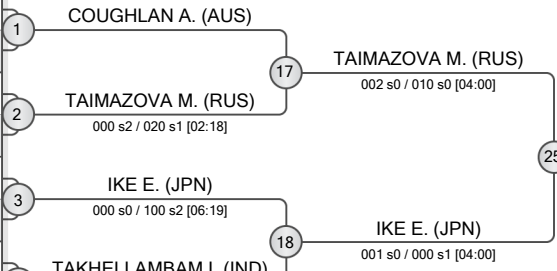 COUGHLAN A. (AUS)
1
17
TAIMAZOVA M. (RUS)
002 s0 / 010 s0 [04:00]
2
TAIMAZOVA M. (RUS)
000 s2 / 020 s1 [02:18]
25
3
IKE E. (JPN)
000 s0 / 100 s2 [06:19]
18
IKE E. (JPN)
001 s0 / 000 s1 [04:00]
TAKHELLAMBAM I. (IND)